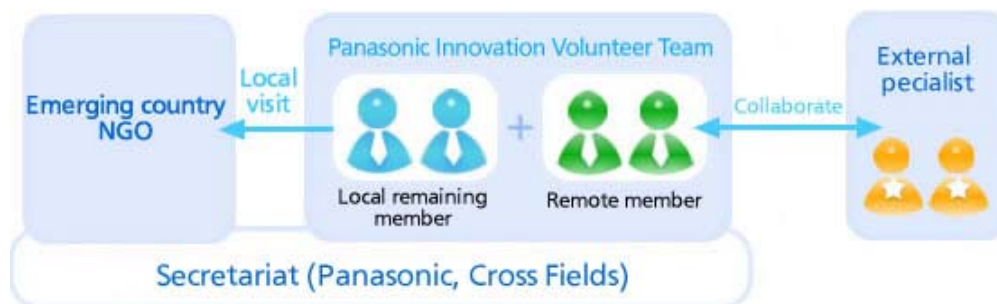 Emerging country
NGO
Local
visit
Panasonic Innovation Volunteer Team
+
Local remaining
member
Remote member
Collaborate
External
pecialist
Secretariat (Panasonic, Cross Fields)